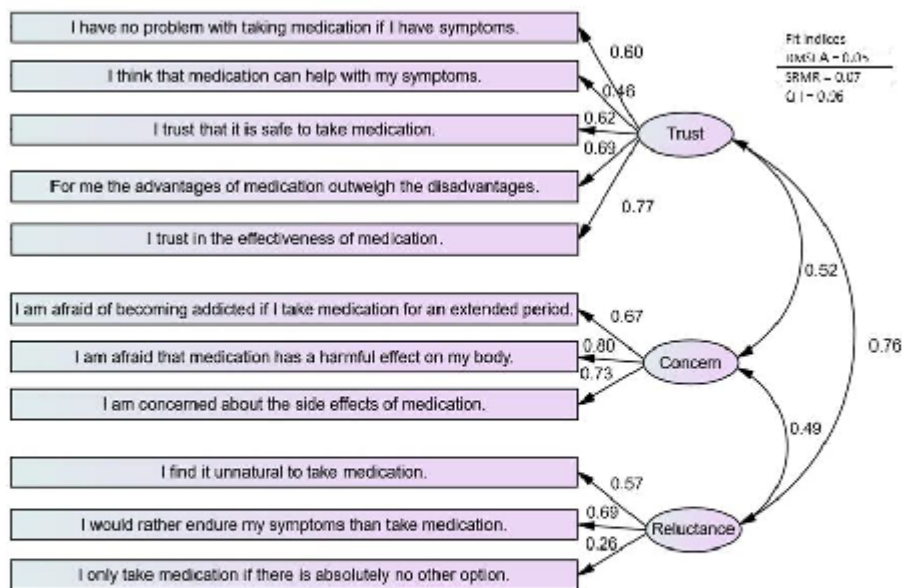 I have no problem with taking medication if I have symptoms.
0.60
Fit Indices
RMSEA = 0.05
SRMR = 0.07
CFI = 0.96
I think that medication can help with my symptoms.
0.46
I trust that it is safe to take medication.
0.62
Trust
0.69
For me the advantages of medication outweigh the disadvantages.
0.77
I trust in the effectiveness of medication.
0.52
I am afraid of becoming addicted if I take medication for an extended period.
0.67
I am afraid that medication has a harmful effect on my body.
0.80
Concern
0.76
0.73
I am concerned about the side effects of medication.
0.49
I find it unnatural to take medication.
0.57
I would rather endure my symptoms than take medication.
0.69
Reluctance
0.26
I only take medication if there is absolutely no other option.